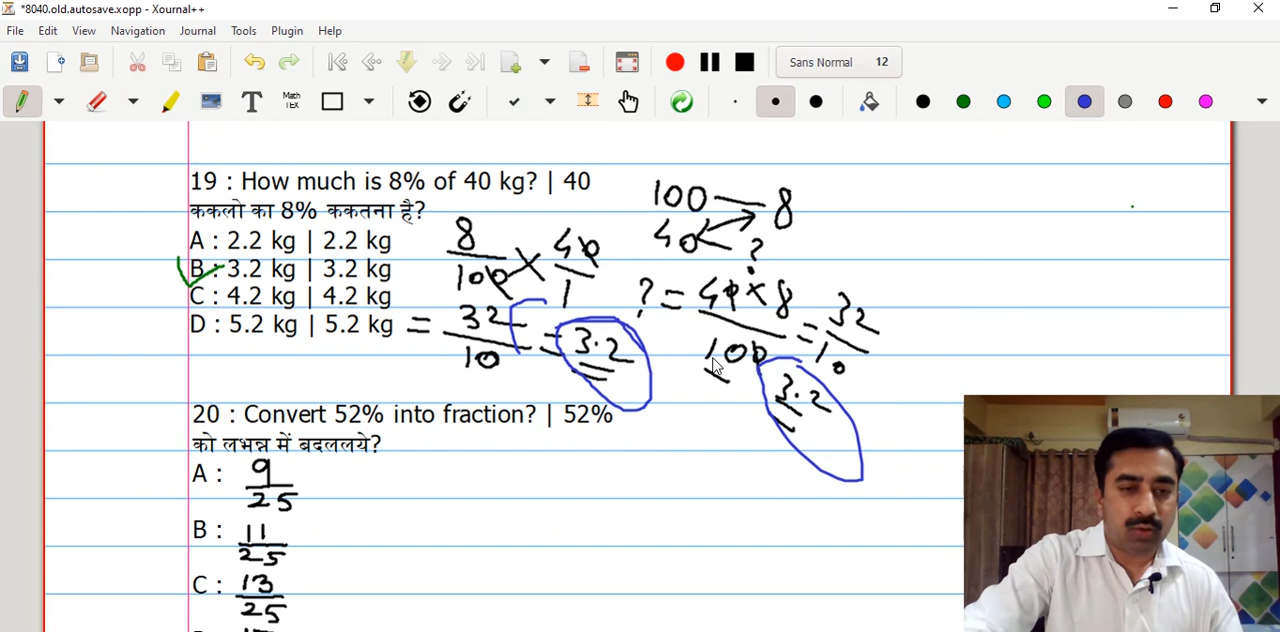 *8040.old.autosave.xopp - Xournal++
File Edit View Navigation Journal Tools Plugin Help
Sans Normal 12
T Math TEX
19 : How much is 8% of 40 kg? | 40
ककलो का 8% ककतना है?
A : 2.2 kg | 2.2 kg
B : 3.2 kg | 3.2 kg
C : 4.2 kg | 4.2 kg
D : 5.2 kg | 5.2 kg
8/100 × 40/1
= 32/10 = 3.2
100 — 8
40 ?
? = 40 × 8 / 100 = 32/10
3.2
20 : Convert 52% into fraction? | 52%
को लभन्न में बदललये?
A : 9/25
B : 11/25
C : 13/25